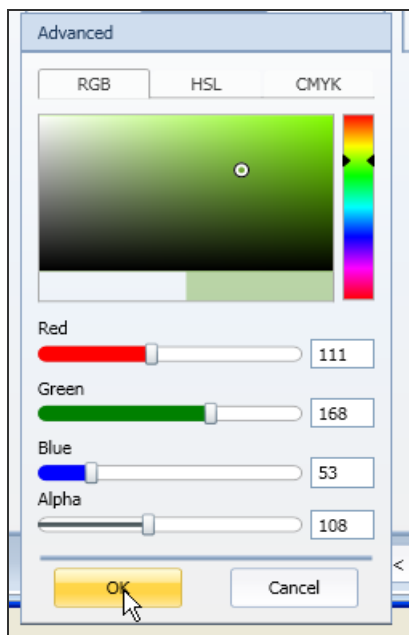 Advanced
RGB HSL CMYK
Red
111
Green
168
Blue
53
Alpha
108
<
OK Cancel